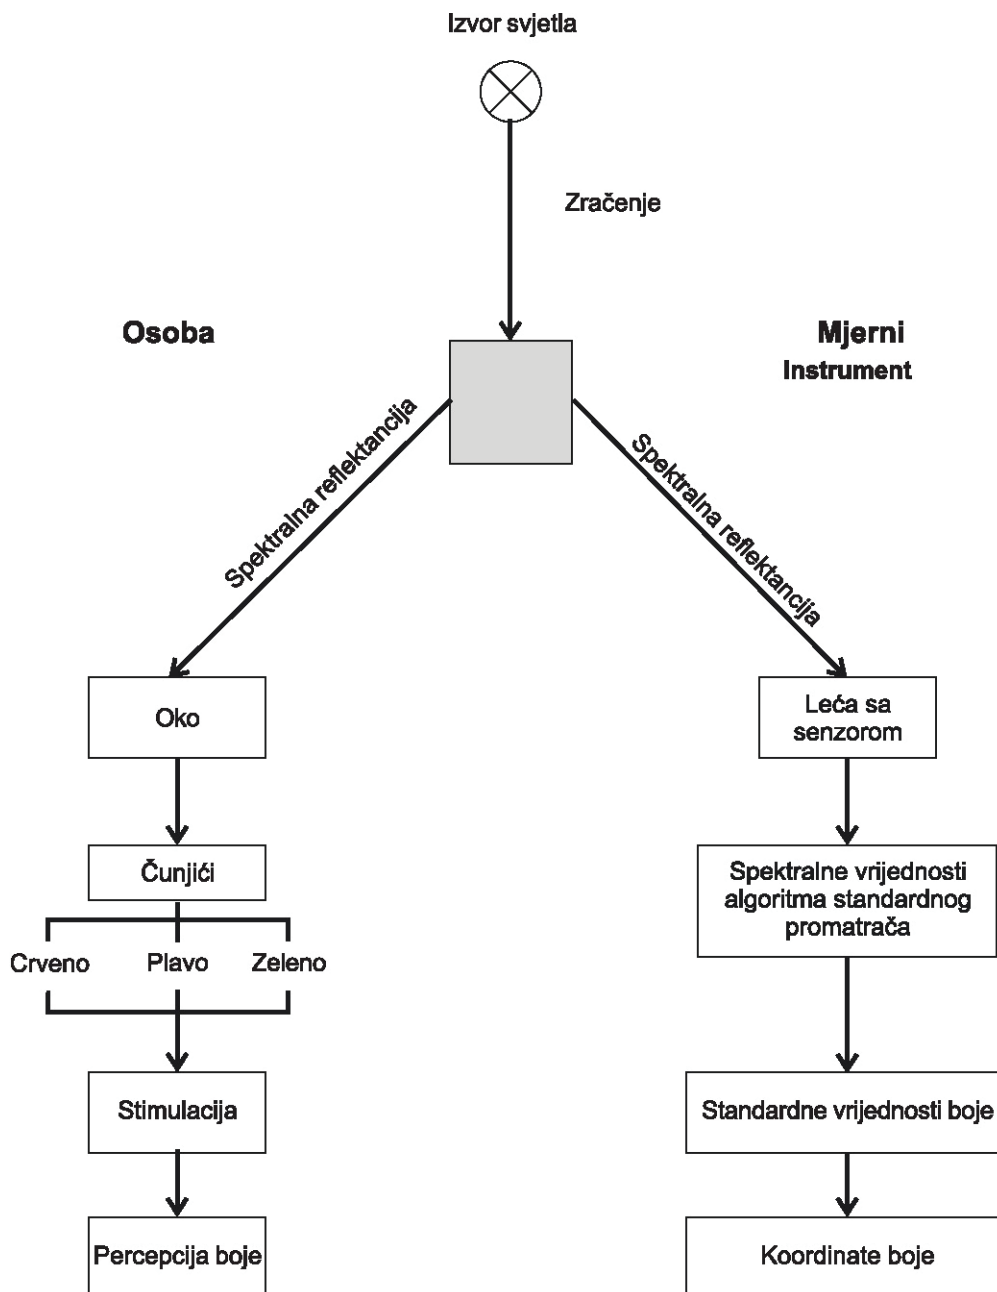 Izvor svjetla
Zračenje
Osoba
Mjerni
Instrument
Spektralna reflektancija
Spektralna reflektancija
Oko
Čunjići
Crveno Plavo Zeleno
Stimulacija
Percepcija boje
Leća sa
senzorom
Spektralne vrijednosti
algoritma standardnog
promatrača
Standardne vrijednosti boje
Koordinate boje